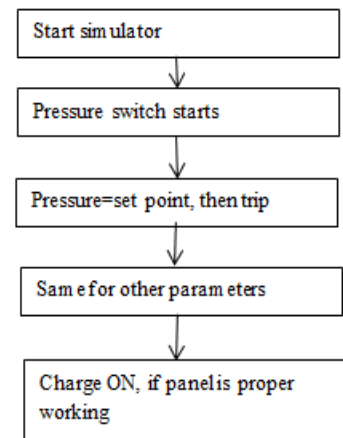 Start simulator
Pressure switch starts
Pressure=set point, then trip
Same for other parameters
Charge ON, if panel is proper
working